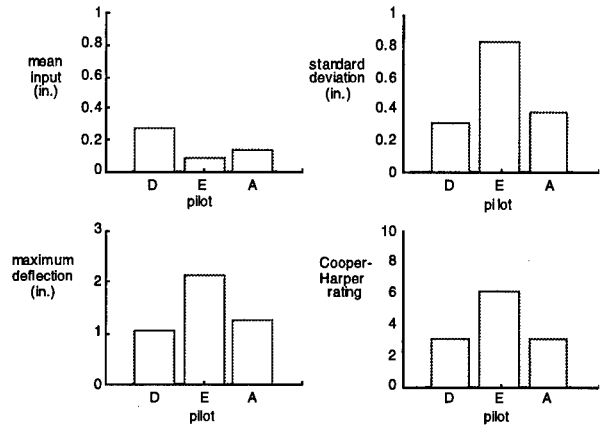 mean
input
(in.)
1
0.8
0.6
0.4
0.2
0
D E A
pilot
standard
deviation
(in.)
1
0.8
0.6
0.4
0.2
0
D E A
pilot
maximum
deflection
(in.)
3
2
1
0
D E A
pilot
Cooper-
Harper
rating
10
8
6
4
2
0
D E A
pilot